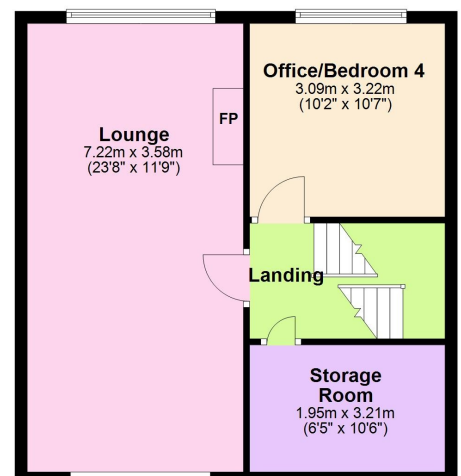 Lounge
7.22m x 3.58m
(23'8" x 11'9")
FP
Office/Bedroom 4
3.09m x 3.22m
(10'2" x 10'7")
Landing
Storage
Room
1.95m x 3.21m
(6'5" x 10'6")